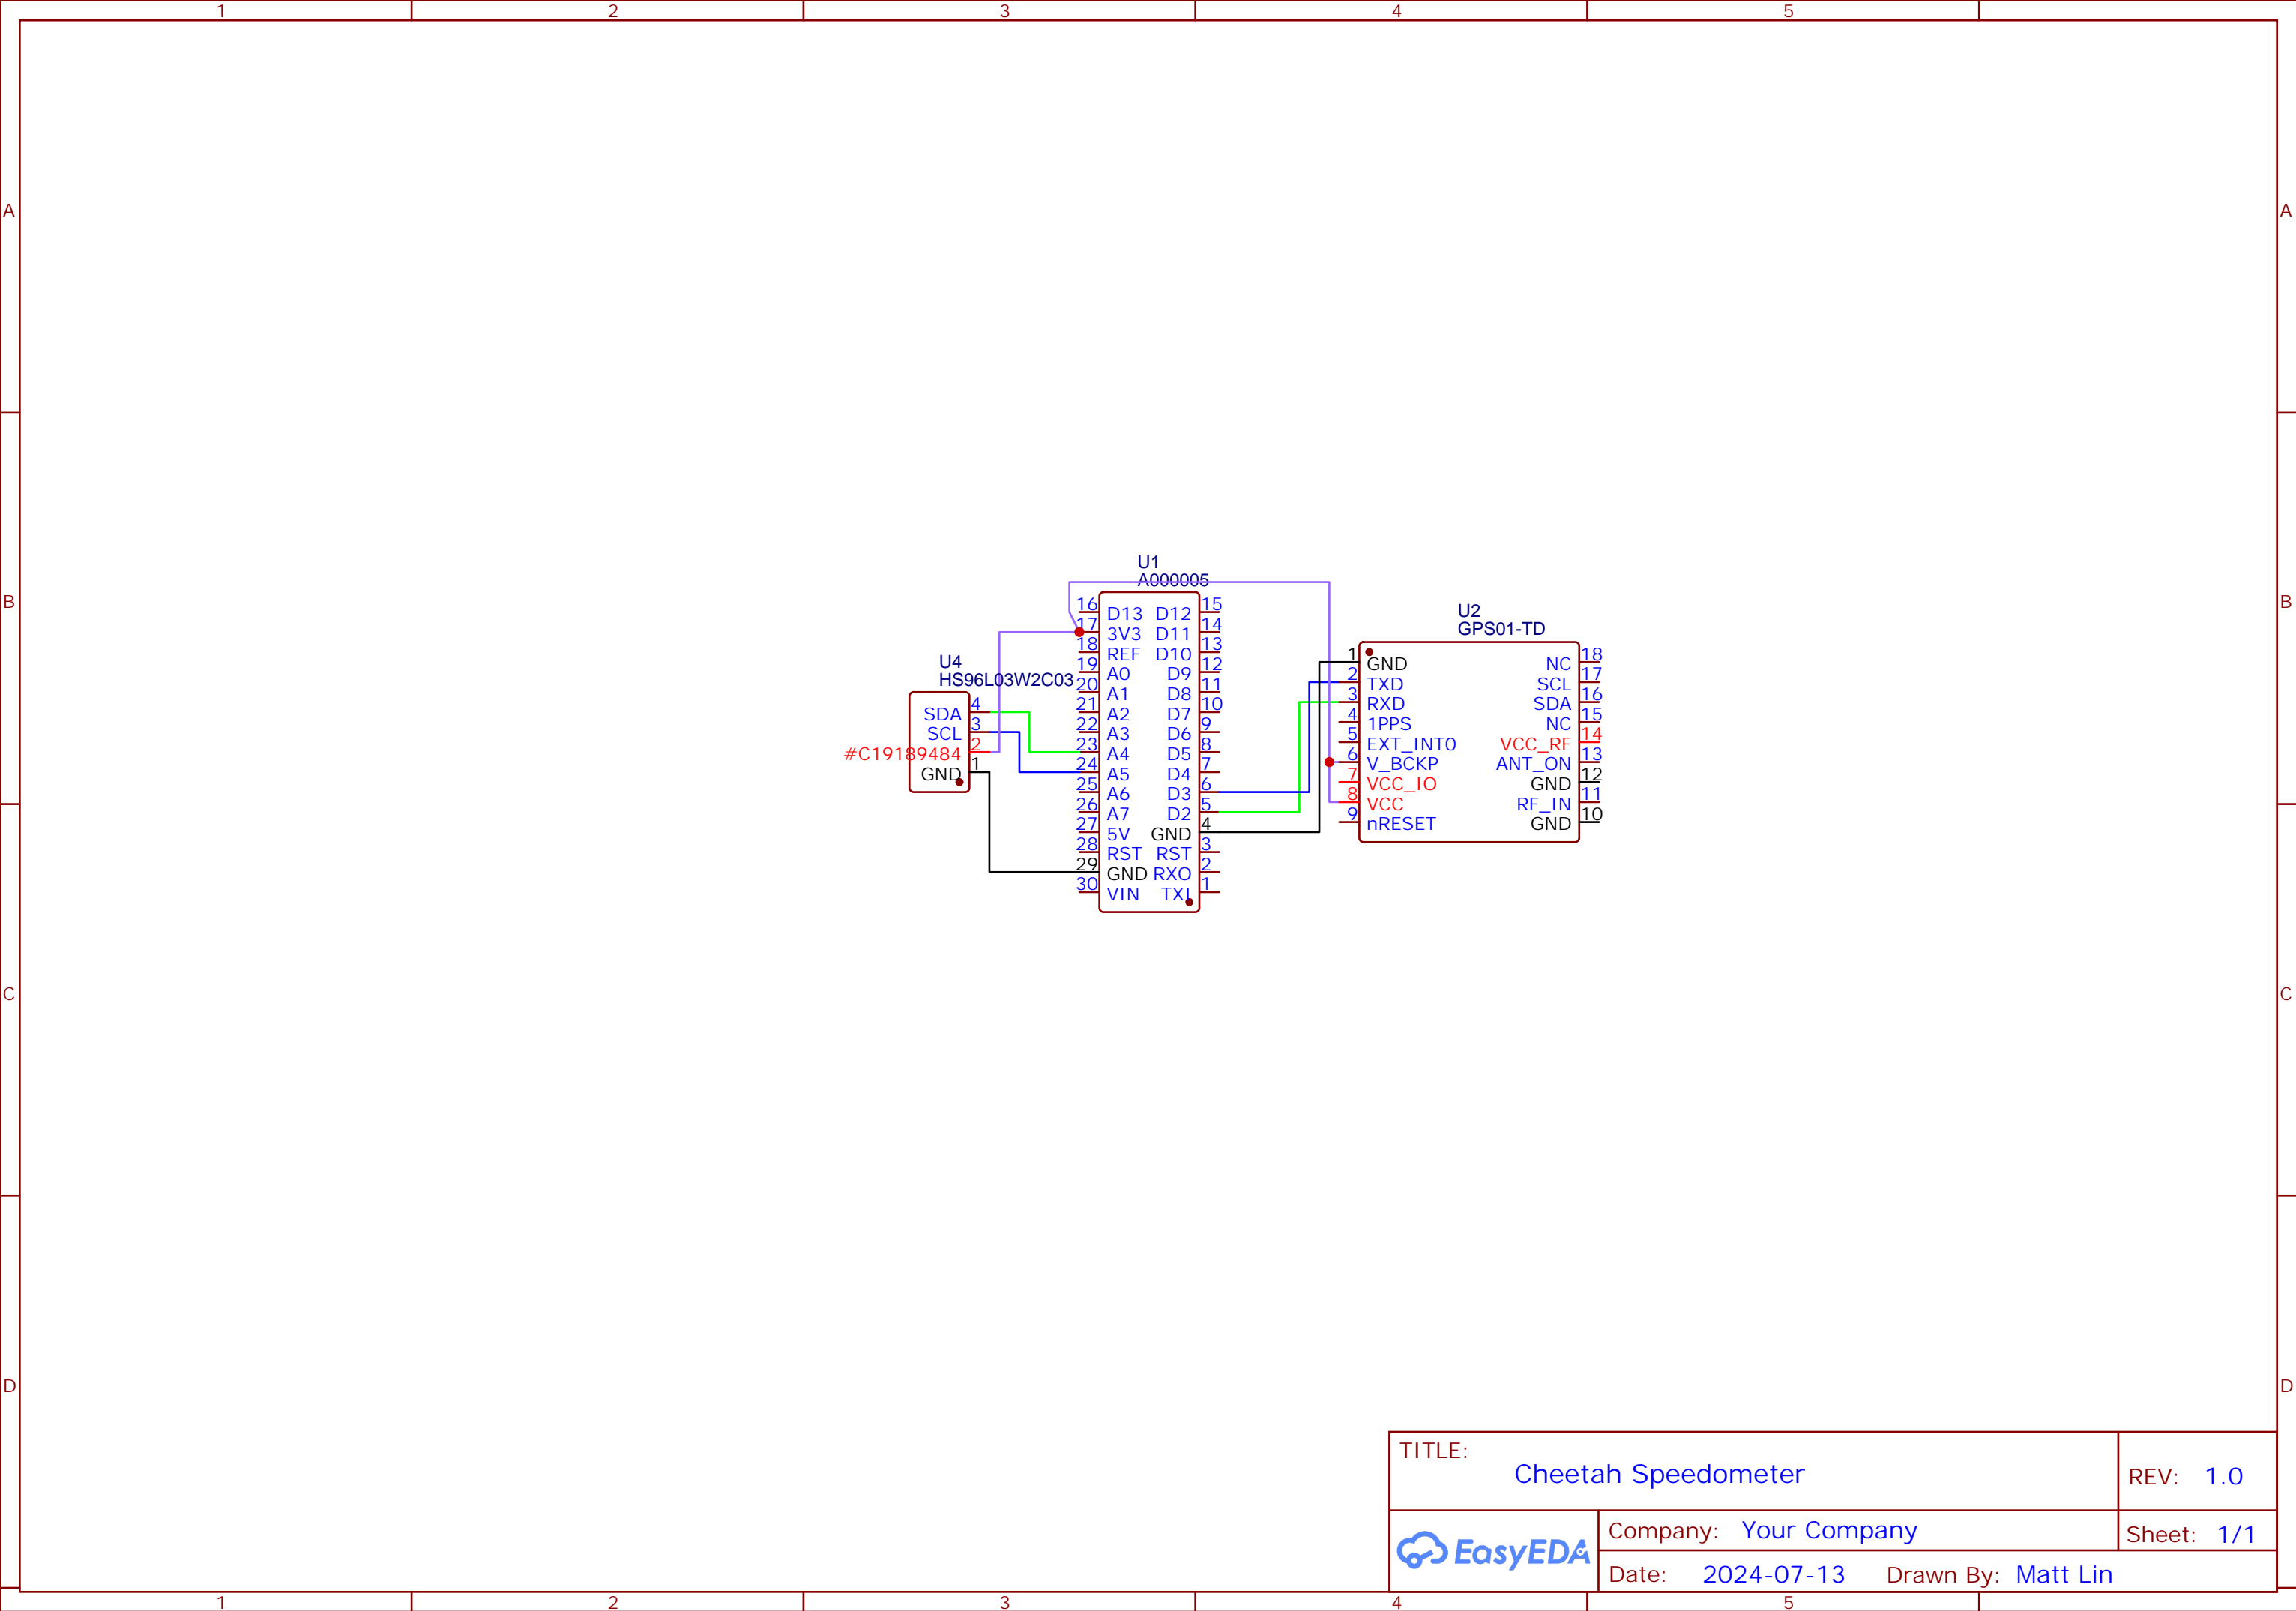 1 2 3 4 5
A A
B B
C C
D D
U1
A000005
16 D13 D12 15
17 3V3 D11 14
18 REF D10 13
19 A0 D9 12
20 A1 D8 11
21 A2 D7 10
22 A3 D6 9
23 A4 D5 8
24 A5 D4 7
25 A6 D3 6
26 A7 D2 5
27 5V GND 4
28 RST RST 3
29 GND RX0 2
30 VIN TX1 1
U4
HS96L03W2C03
SDA 4
SCL 3
#C19189484 2
GND 1
U2
GPS01-TD
1 GND NC 18
2 TXD SCL 17
3 RXD SDA 16
4 1PPS NC 15
5 EXT_INT0 VCC_RF 14
6 V_BCKP ANT_ON 13
7 VCC_IO GND 12
8 VCC RF_IN 11
9 nRESET GND 10
TITLE:
Cheetah Speedometer
REV: 1.0
EasyEDA
Company: Your Company
Sheet: 1/1
Date: 2024-07-13 Drawn By: Matt Lin
1 2 3 4 5